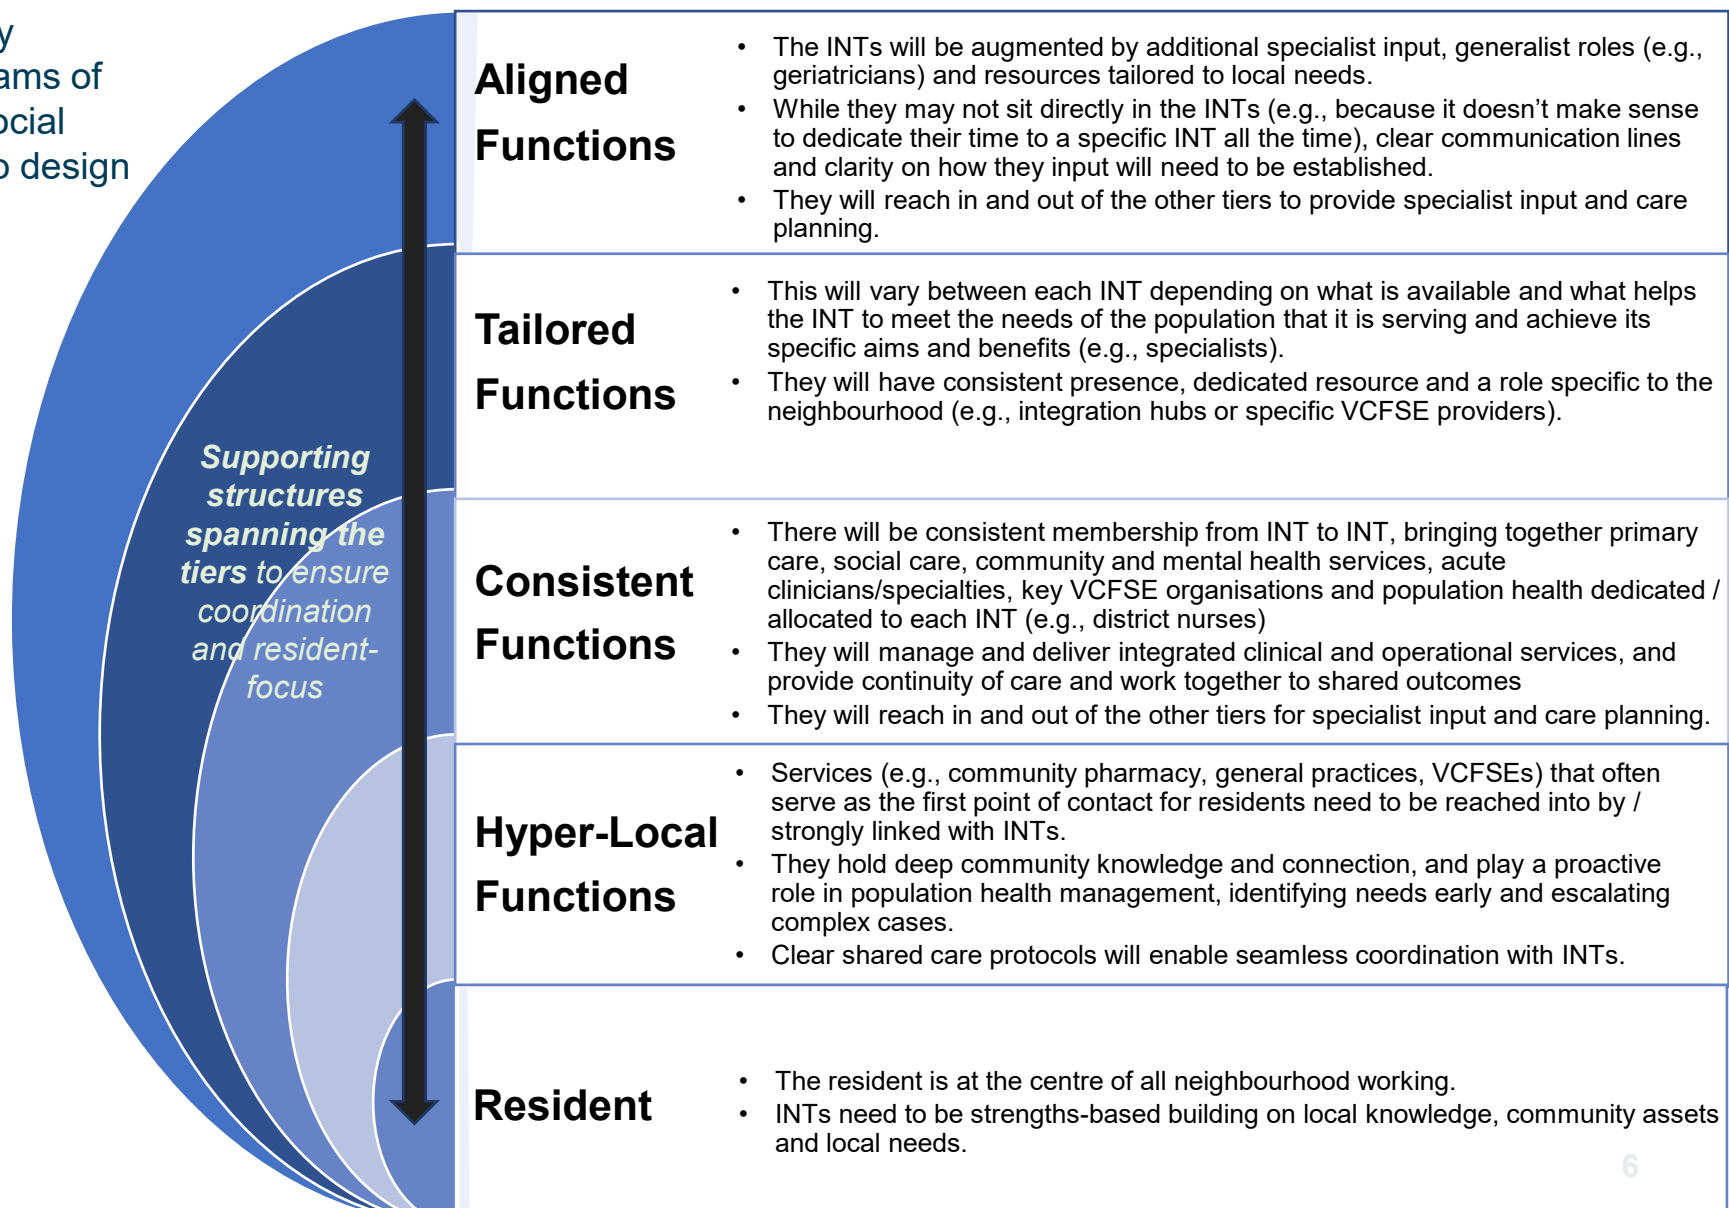 y
ams of
ocial
o design
Supporting
structures
spanning the
tiers to ensure
coordination
and resident-
focus
Aligned
Functions
• The INTs will be augmented by additional specialist input, generalist roles (e.g.,
geriatricians) and resources tailored to local needs.
• While they may not sit directly in the INTs (e.g., because it doesn’t make sense
to dedicate their time to a specific INT all the time), clear communication lines
and clarity on how they input will need to be established.
• They will reach in and out of the other tiers to provide specialist input and care
planning.
Tailored
Functions
• This will vary between each INT depending on what is available and what helps
the INT to meet the needs of the population that it is serving and achieve its
specific aims and benefits (e.g., specialists).
• They will have consistent presence, dedicated resource and a role specific to the
neighbourhood (e.g., integration hubs or specific VCFSE providers).
Consistent
Functions
• There will be consistent membership from INT to INT, bringing together primary
care, social care, community and mental health services, acute
clinicians/specialties, key VCFSE organisations and population health dedicated /
allocated to each INT (e.g., district nurses)
• They will manage and deliver integrated clinical and operational services, and
provide continuity of care and work together to shared outcomes
• They will reach in and out of the other tiers for specialist input and care planning.
Hyper-Local
Functions
• Services (e.g., community pharmacy, general practices, VCFSEs) that often
serve as the first point of contact for residents need to be reached into by /
strongly linked with INTs.
• They hold deep community knowledge and connection, and play a proactive
role in population health management, identifying needs early and escalating
complex cases.
• Clear shared care protocols will enable seamless coordination with INTs.
Resident
• The resident is at the centre of all neighbourhood working.
• INTs need to be strengths-based building on local knowledge, community assets
and local needs.
6